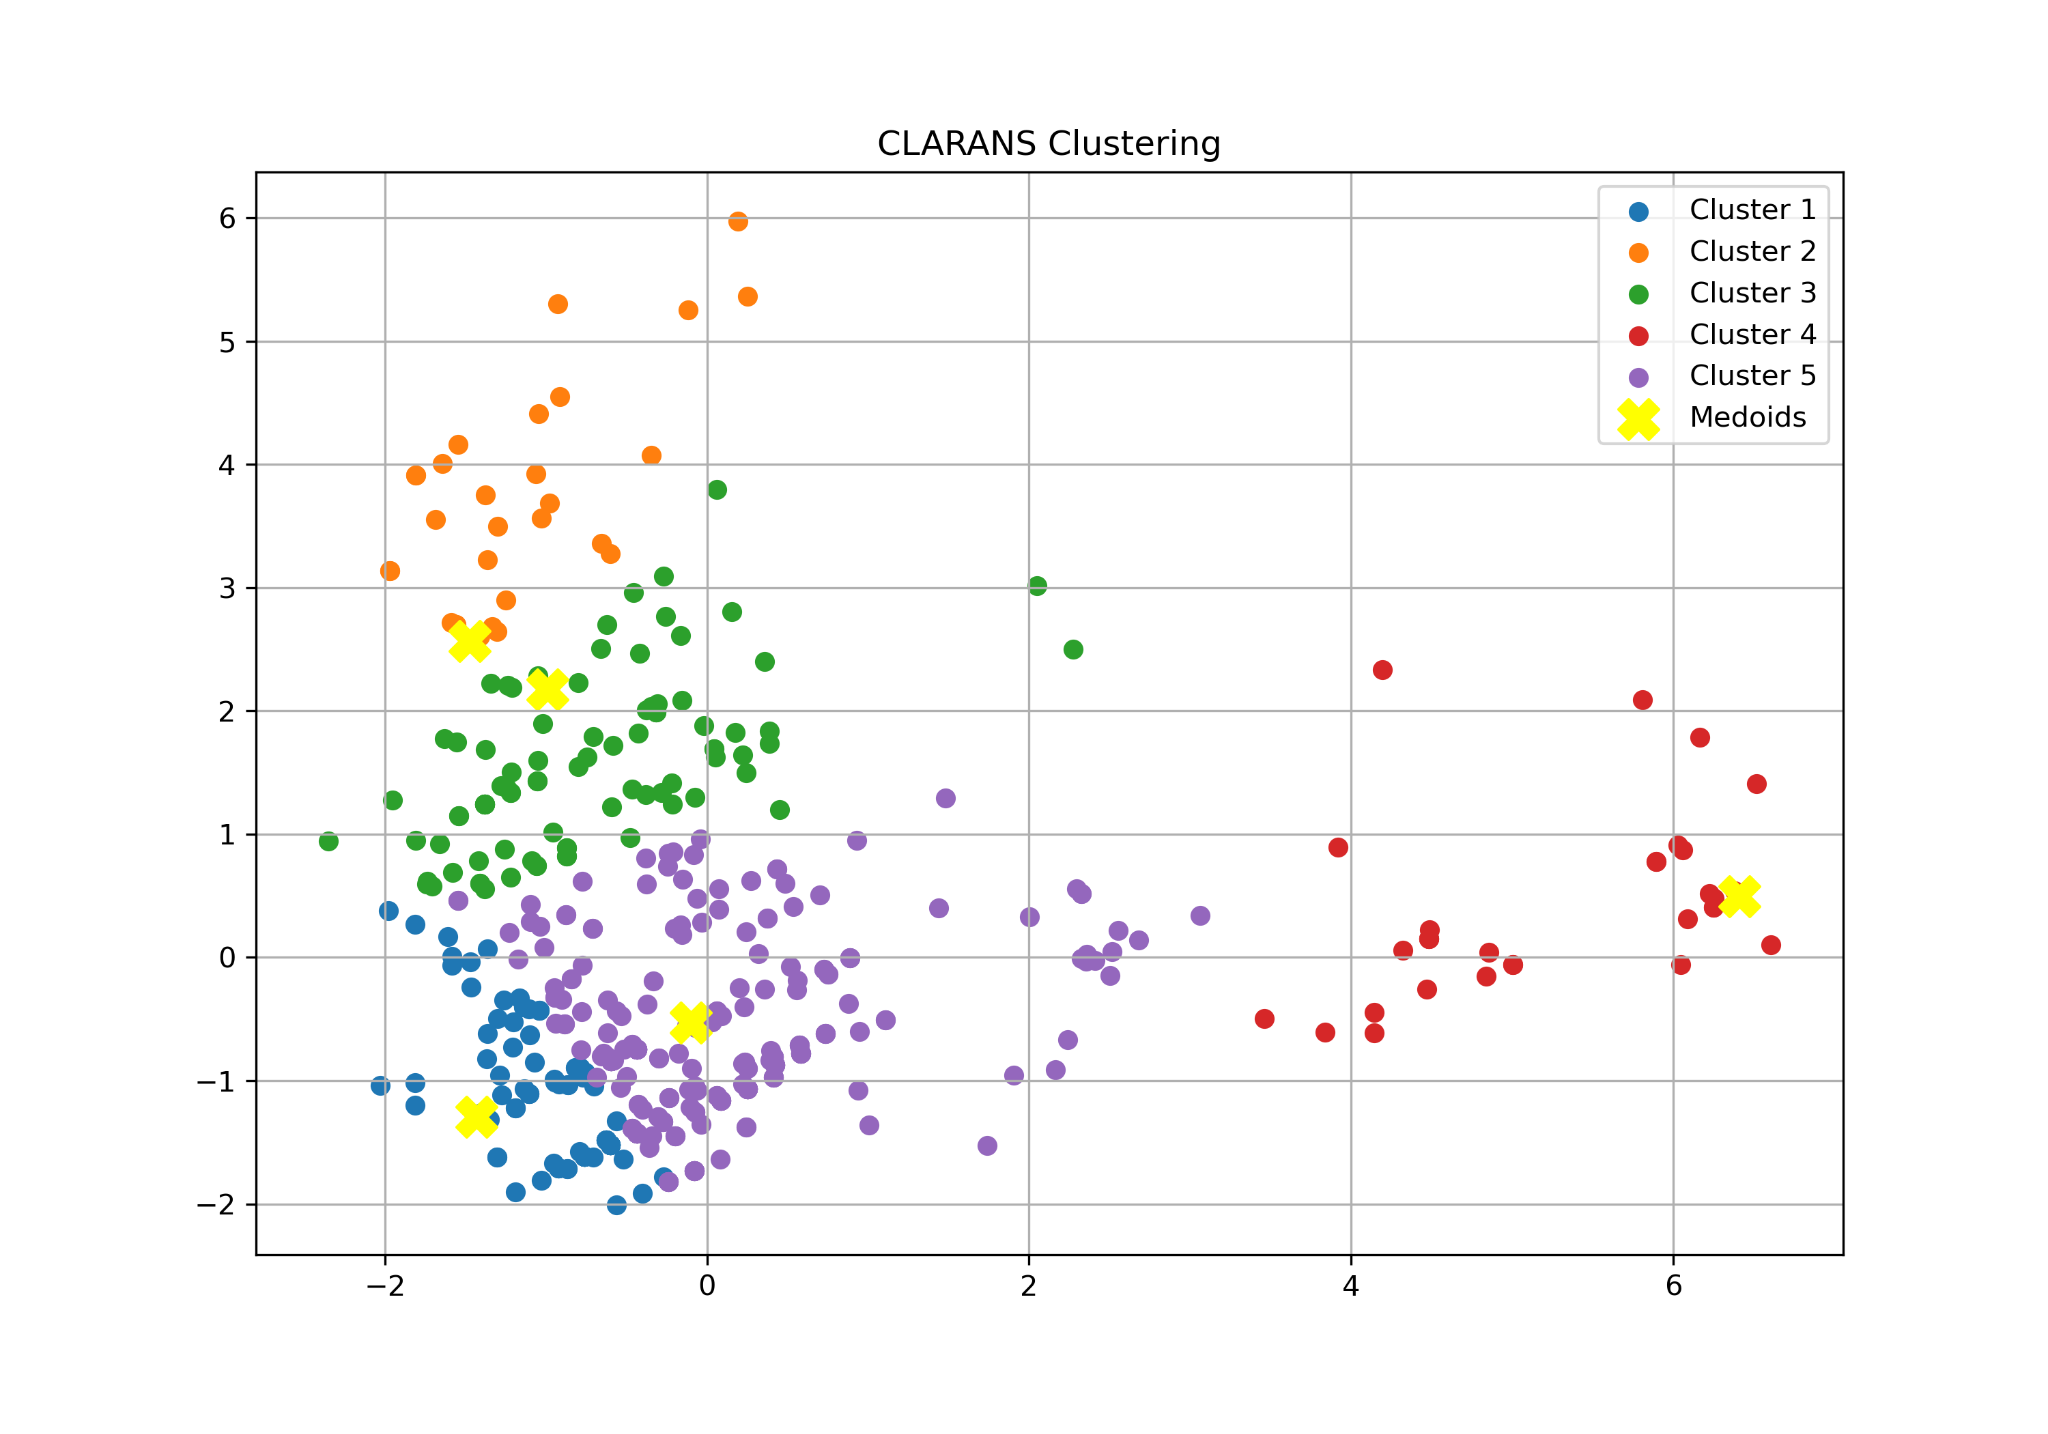 CLARANS Clustering
Cluster 1
Cluster 2
Cluster 3
Cluster 4
Cluster 5
Medoids
6
5
4
3
2
1
0
−1
−2
−2 0 2 4 6